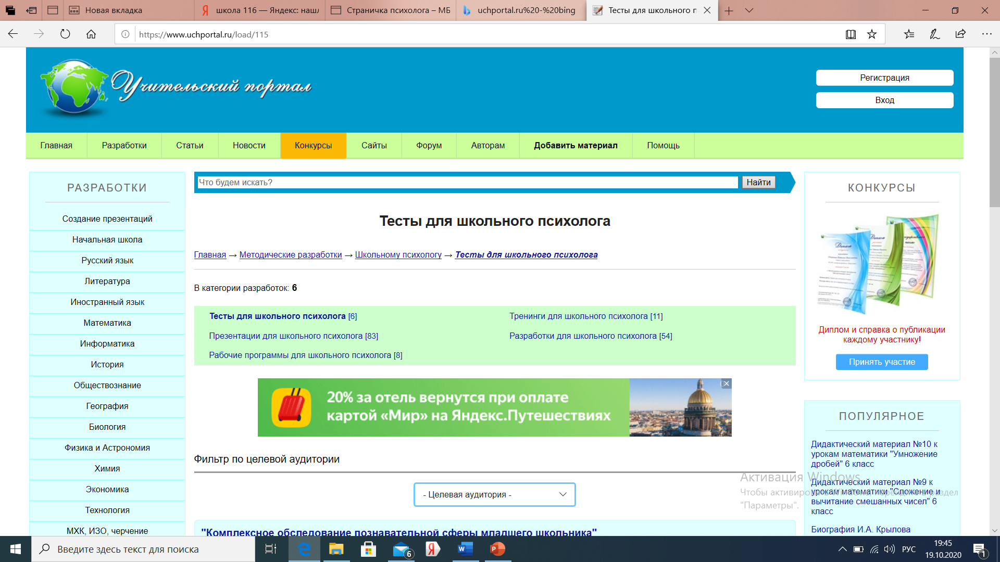 Новая вкладка
школа 116 — Яндекс: наш
Страничка психолога – МБ
uchportal.ru%20-%20bing
Тесты для школьного п
https://www.uchportal.ru/load/115
Учительский портал
Регистрация
Вход
Главная
Разработки
Статьи
Новости
Конкурсы
Сайты
Форум
Авторам
Добавить материал
Помощь
РАЗРАБОТКИ
Создание презентаций
Начальная школа
Русский язык
Литература
Иностранный язык
Математика
Информатика
История
Обществознание
География
Биология
Физика и Астрономия
Химия
Экономика
Технология
МХК, ИЗО, черчение
Что будем искать?
Найти
Тесты для школьного психолога
Главная → Методические разработки → Школьному психологу → Тесты для школьного психолога
В категории разработок: 6
Тесты для школьного психолога [6]
Тренинги для школьного психолога [11]
Презентации для школьного психолога [83]
Разработки для школьного психолога [54]
Рабочие программы для школьного психолога [8]
20% за отель вернутся при оплате
картой «Мир» на Яндекс.Путешествиях
Фильтр по целевой аудитории
- Целевая аудитория -
"Комплексное обследование познавательной сферы младшего школьника"
КОНКУРСЫ
Диплом и справка о публикации
каждому участнику!
Принять участие
ПОПУЛЯРНОЕ
Дидактический материал №10 к
урокам математики "Умножение
дробей" 6 класс
Дидактический материал №9 к
урокам математики "Сложение и
вычитание смешанных чисел" 6
класс
Биография И.А. Крылова
Активация Windows
Чтобы активировать Windows, перейдите в раздел
"Параметры".
Введите здесь текст для поиска
6
РУС
19:45
19.10.2020
1